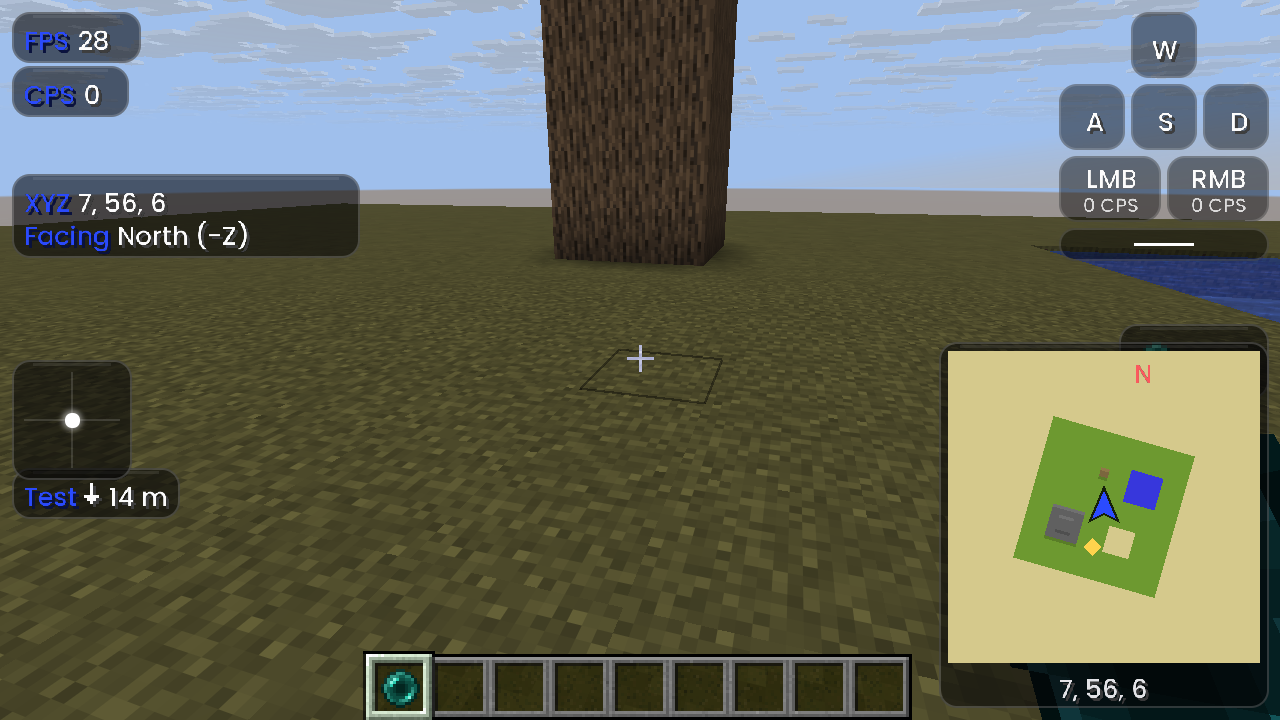 FPS 28
CPS 0
XYZ 7, 56, 6
Facing North (-Z)
Test 14 m
W
A S D
LMB
0 CPS
RMB
0 CPS
N
7, 56, 6